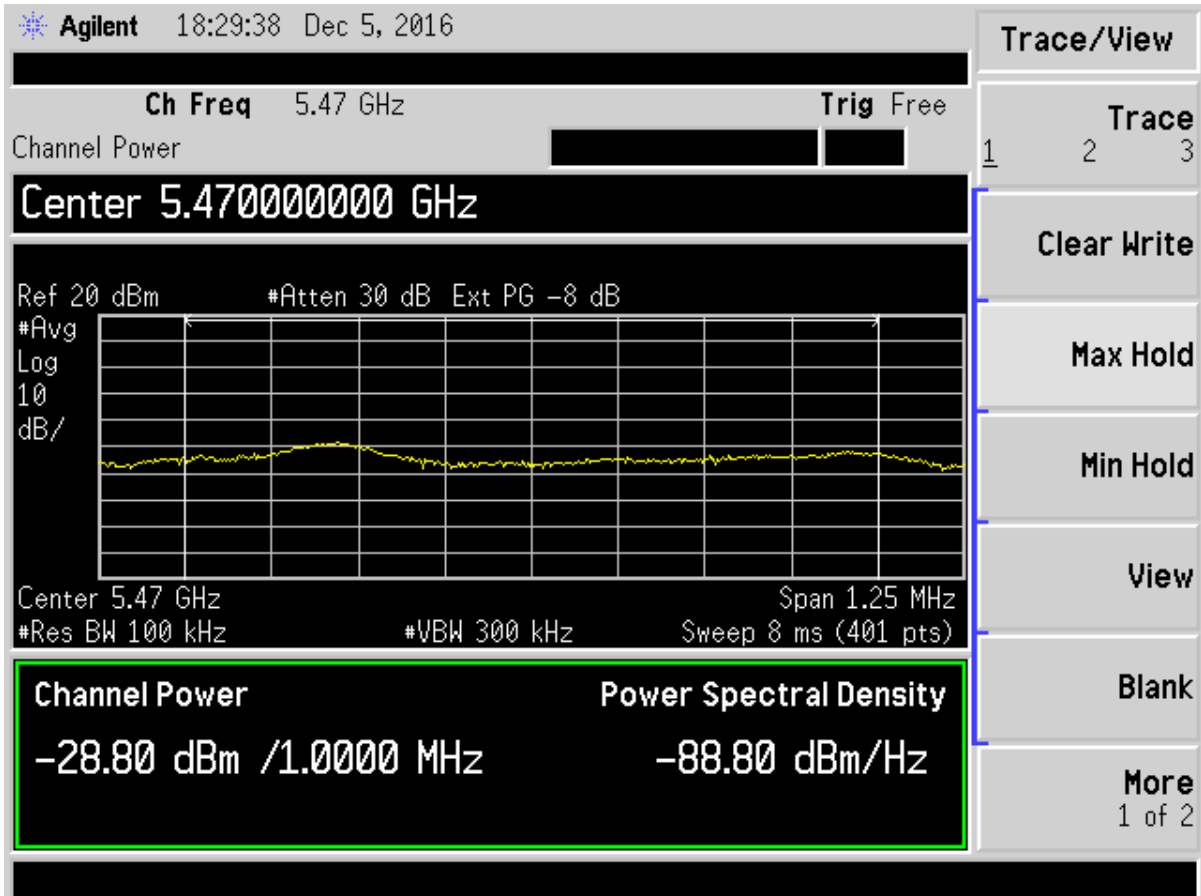 Agilent 18:29:38 Dec 5, 2016
Trace/View
Ch Freq 5.47 GHz Trig Free
Channel Power
Trace
1 2 3
Center 5.470000000 GHz
Clear Write
Ref 20 dBm #Atten 30 dB Ext PG -8 dB
#Avg
Log
10
dB/
Max Hold
Min Hold
View
Center 5.47 GHz Span 1.25 MHz
#Res BW 100 kHz #VBW 300 kHz Sweep 8 ms (401 pts)
Channel Power Power Spectral Density
-28.80 dBm /1.0000 MHz -88.80 dBm/Hz
Blank
More
1 of 2